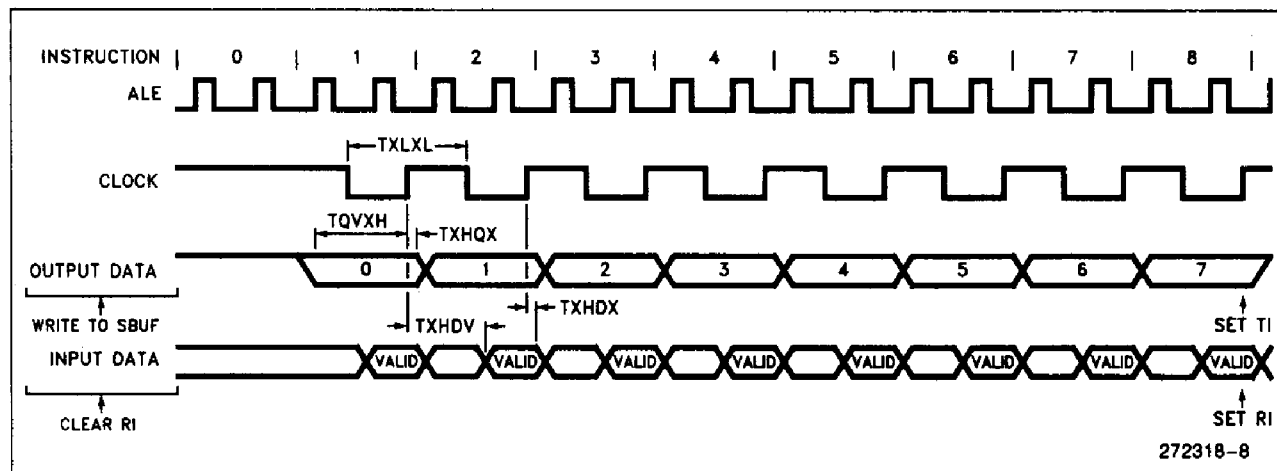 INSTRUCTION | 0 | 1 | 2 | 3 | 4 | 5 | 6 | 7 | 8 |
ALE
TXLXL
CLOCK
TQVXH
TXHQX
OUTPUT DATA
0 1 2 3 4 5 6 7
WRITE TO SBUF
TXHDV
TXHDX
SET TI
INPUT DATA
VALID VALID VALID VALID VALID VALID VALID VALID
CLEAR RI
SET RI
272318-8